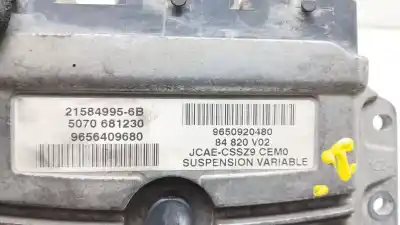 21584995-6B
5070 681230
9656409680
9650920480
84 820 V02
JCAE-CSSZ9 CEM0
SUSPENSION VARIABLE